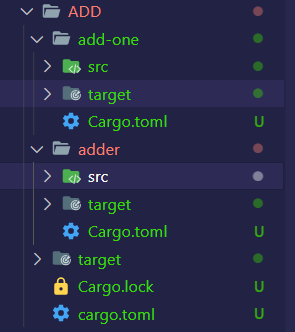 ADD
add-one
src
target
Cargo.toml U
adder
src
target
Cargo.toml U
target
Cargo.lock U
cargo.toml U